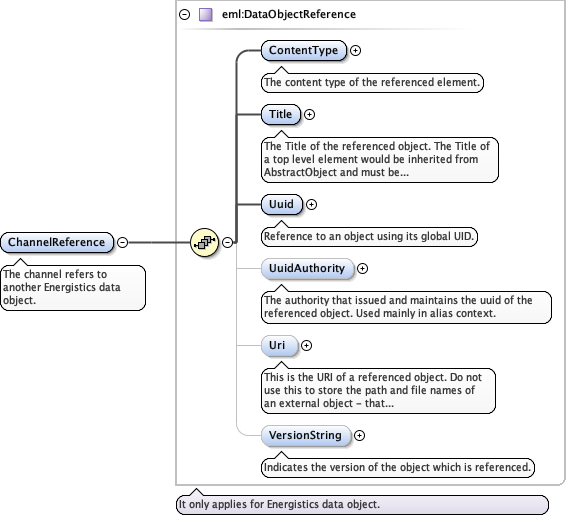 eml:DataObjectReference
ContentType
The content type of the referenced element.
Title
The Title of the referenced object. The Title of
a top level element would be inherited from
AbstractObject and must be...
Uuid
Reference to an object using its global UID.
ChannelReference
The channel refers to
another Energistics data
object.
UuidAuthority
The authority that issued and maintains the uuid of the
referenced object. Used mainly in alias context.
Uri
This is the URI of a referenced object. Do not
use this to store the path and file names of
an external object – that...
VersionString
Indicates the version of the object which is referenced.
It only applies for Energistics data object.